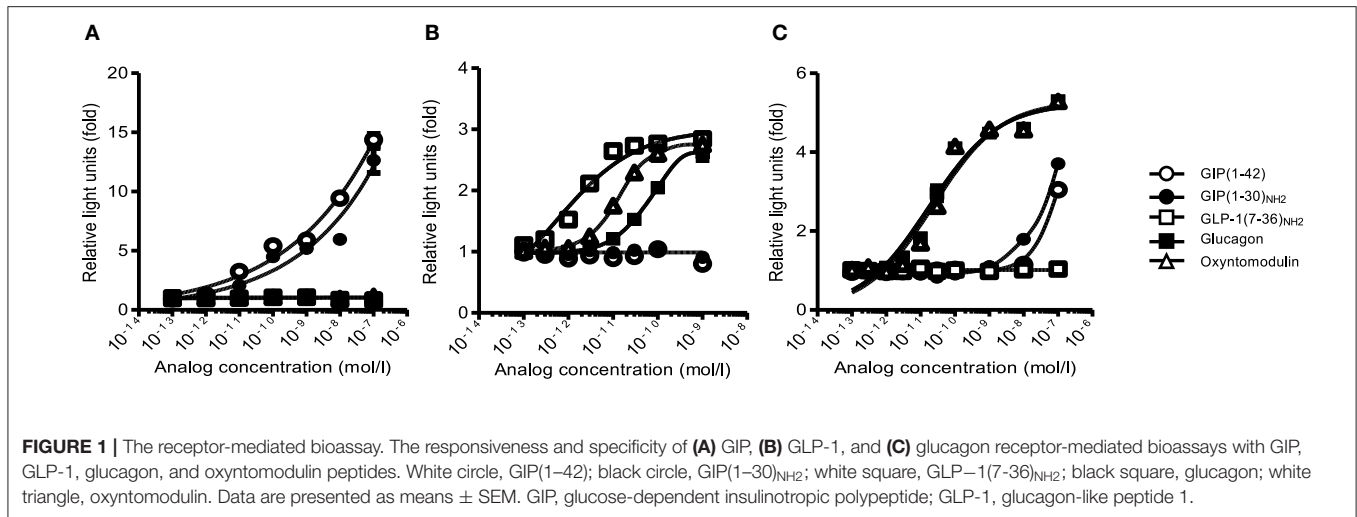 A
B
C
20
15
10
5
0
Relative light units (fold)
10-14
10-13
10-12
10-11
10-10
10-9
10-8
10-7
10-6
Analog concentration (mol/l)
4
3
2
1
0
Relative light units (fold)
10-14
10-13
10-12
10-11
10-10
10-9
10-8
Analog concentration (mol/l)
6
4
2
0
Relative light units (fold)
10-14
10-13
10-12
10-11
10-10
10-9
10-8
10-7
10-6
Analog concentration (mol/l)
GIP(1-42)
GIP(1-30)NH2
GLP-1(7-36)NH2
Glucagon
Oxyntomodulin
FIGURE 1 | The receptor-mediated bioassay. The responsiveness and specificity of (A) GIP, (B) GLP-1, and (C) glucagon receptor-mediated bioassays with GIP,
GLP-1, glucagon, and oxyntomodulin peptides. White circle, GIP(1–42); black circle, GIP(1–30)NH2; white square, GLP−1(7-36)NH2; black square, glucagon; white
triangle, oxyntomodulin. Data are presented as means ± SEM. GIP, glucose-dependent insulinotropic polypeptide; GLP-1, glucagon-like peptide 1.